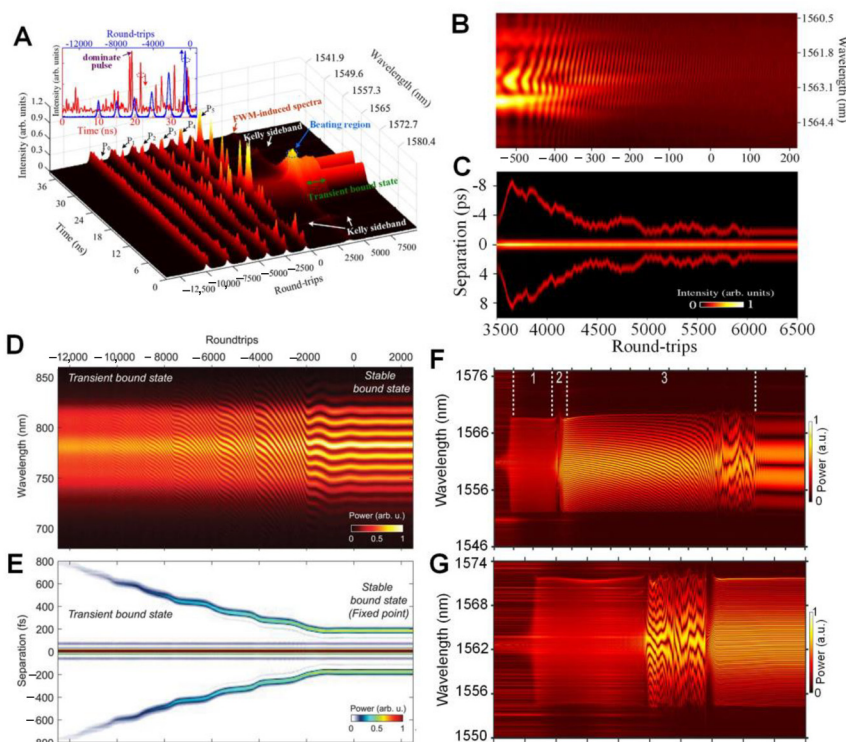 A
Round-trips
-12000 -8000 -4000 0
dominate pulse
Intensity (arb. units)
0 10 20 30
Time (ns)
Intensity (arb. units)
1.2
0.9
0.6
0.3
0
P0 P1 P2 P3 P4 P5
FWM-induced spectra
Kelly sideband
Beating region
Transient bound state
Kelly sideband
Wavelength (nm)
1541.9
1549.6
1557.3
1565
1572.7
1580.4
Time (ns)
36
30
24
18
12
6
0
−12,500
−10,000
−7500
−5000
−2500
0
2500
5000
7500
Round-trips
B
1560.5
1561.8
1563.1
1564.4
Wavelength (nm)
-500 -400 -300 -200 -100 0 100 200
C
Separation (ps)
-8
-4
0
4
8
Intensity (arb. units)
0 1
3500 4000 4500 5000 5500 6000 6500
Round-trips
D
Roundtrips
−12,000 −10,000 −8000 −6000 −4000 −2000 0 2000
Transient bound state
Stable bound state
Wavelength (nm)
850
800
750
700
Power (arb. u.)
0 0.5 1
E
Separation (fs)
800
600
400
200
0
−200
−400
−600
−800
Transient bound state
Stable bound state (Fixed point)
Power (arb. u.)
0 0.5 1
F
1 2 3
Wavelength (nm)
1576
1566
1556
1546
Power (a.u.)
1
0
G
Wavelength (nm)
1574
1568
1562
1556
1550
Power (a.u.)
1
0